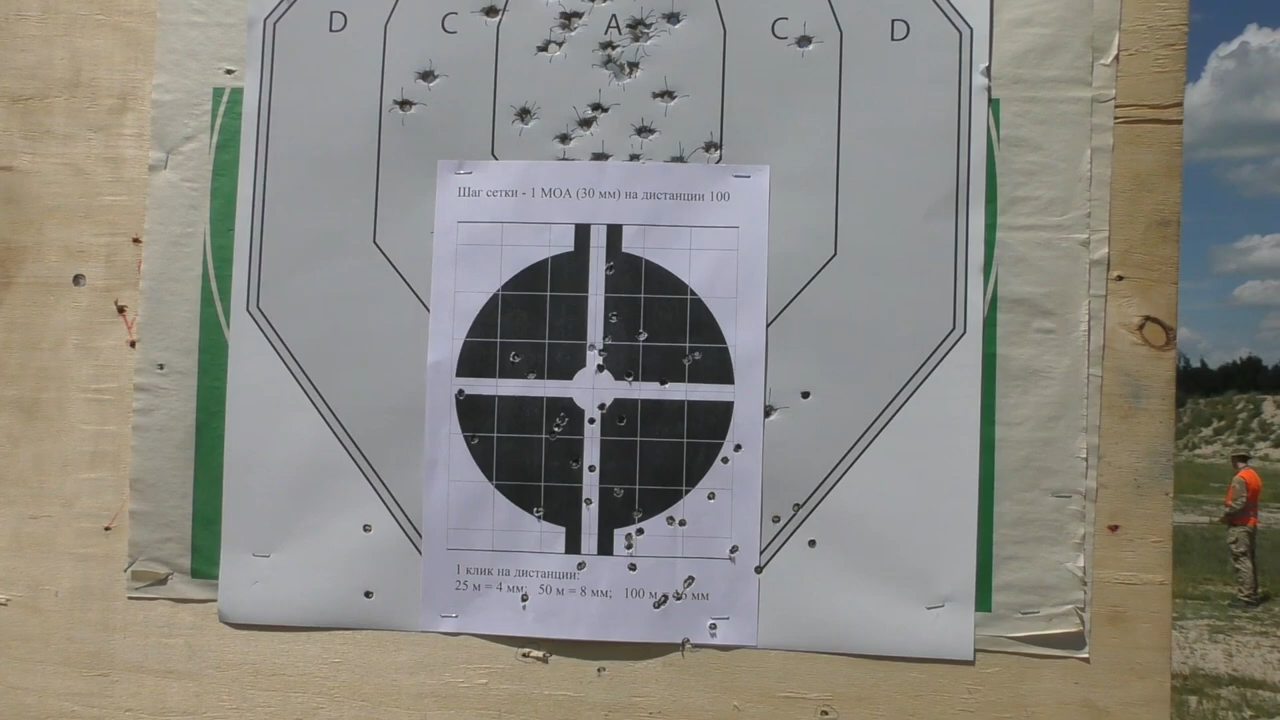 D C A C D
Шаг сетки - 1 МОА (30 мм) на дистанции 100
1 клик на дистанции:
25 м = 4 мм; 50 м = 8 мм; 100 м = мм